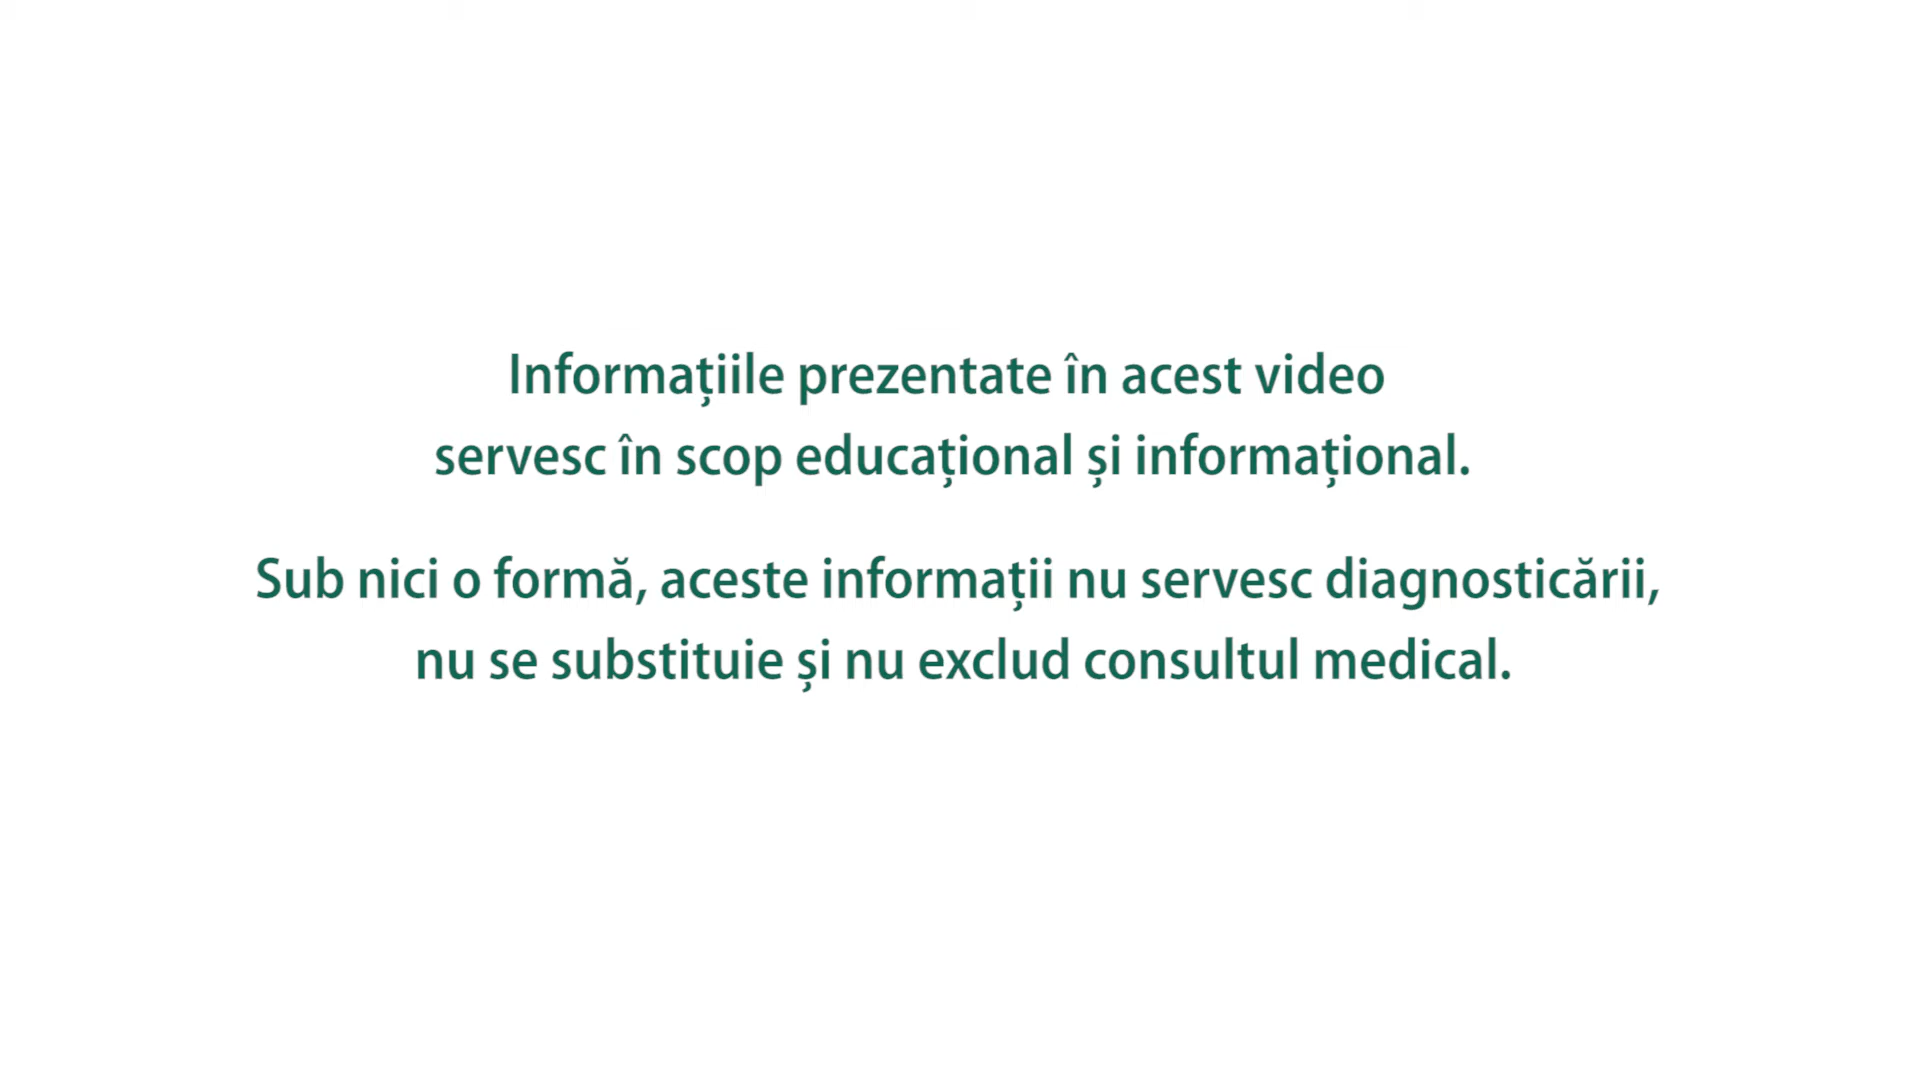 Informațiile prezentate în acest video
servesc în scop educațional și informațional.
Sub nici o formă, aceste informații nu servesc diagnosticării,
nu se substituie și nu exclud consultul medical.